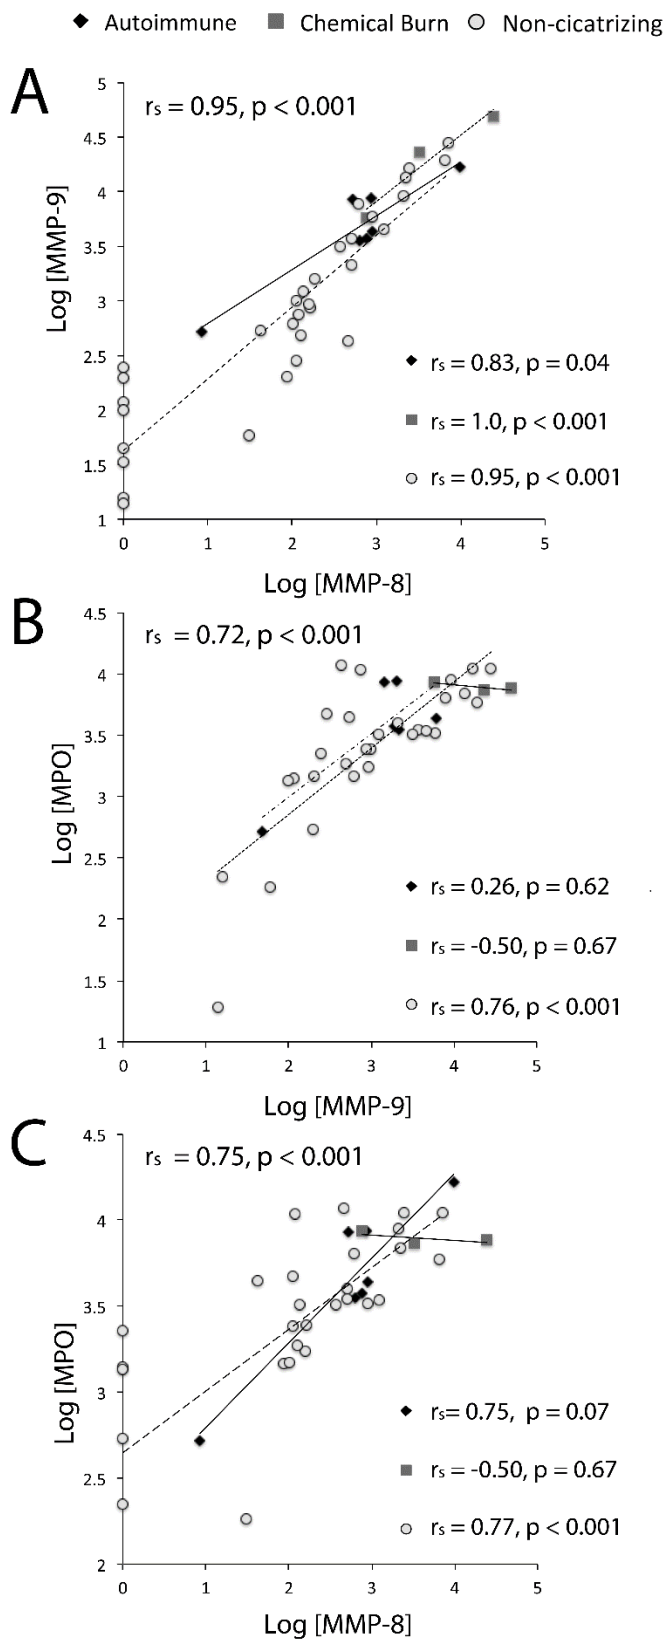 Autoimmune Chemical Burn Non-cicatrizing
A
rs = 0.95, p < 0.001
5
4.5
4
3.5
3
2.5
2
1.5
1
Log [MMP-9]
rs = 0.83, p = 0.04
rs = 1.0, p < 0.001
rs = 0.95, p < 0.001
0 1 2 3 4 5
Log [MMP-8]
B
rs = 0.72, p < 0.001
4.5
4
3.5
3
2.5
2
1.5
1
Log [MPO]
rs = 0.26, p = 0.62
rs = -0.50, p = 0.67
rs = 0.76, p < 0.001
0 1 2 3 4 5
Log [MMP-9]
C
rs = 0.75, p < 0.001
4.5
4
3.5
3
2.5
2
Log [MPO]
rs = 0.75, p = 0.07
rs = -0.50, p = 0.67
rs = 0.77, p < 0.001
0 1 2 3 4 5
Log [MMP-8]